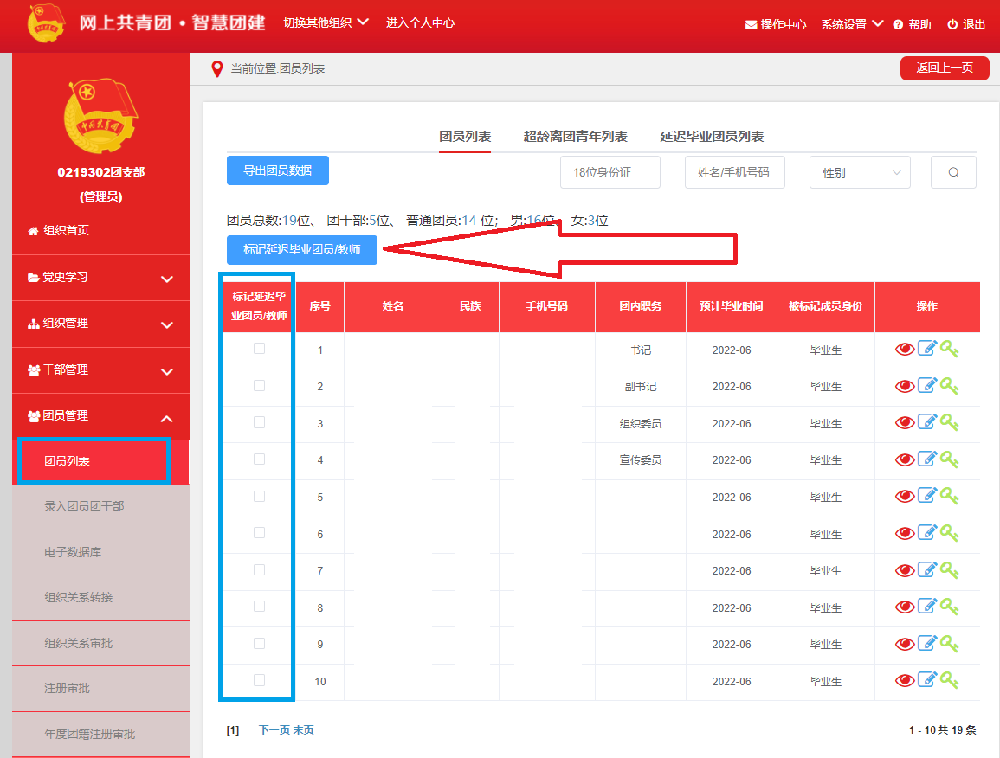 网上共青团·智慧团建 切换其他组织 进入个人中心 操作中心 系统设置 帮助 退出
当前位置:团员列表 返回上一页
中国共青团
0219302团支部
(管理员)
组织首页
党史学习
组织管理
干部管理
团员管理
团员列表
录入团员团干部
电子数据库
组织关系转接
组织关系审批
注册审批
年度团籍注册审批
团员列表 超龄离团青年列表 延迟毕业团员列表
导出团员数据 18位身份证 姓名/手机号码 性别
团员总数:19位、 团干部:5位、 普通团员:14 位; 男:16位、 女:3位
标记延迟毕业团员/教师
标记延迟毕业团员/教师 序号 姓名 民族 手机号码 团内职务 预计毕业时间 被标记成员身份 操作
1 书记 2022-06 毕业生
2 副书记 2022-06 毕业生
3 组织委员 2022-06 毕业生
4 宣传委员 2022-06 毕业生
5 2022-06 毕业生
6 2022-06 毕业生
7 2022-06 毕业生
8 2022-06 毕业生
9 2022-06 毕业生
10 2022-06 毕业生
[1] 下一页 末页 1 - 10 共 19 条